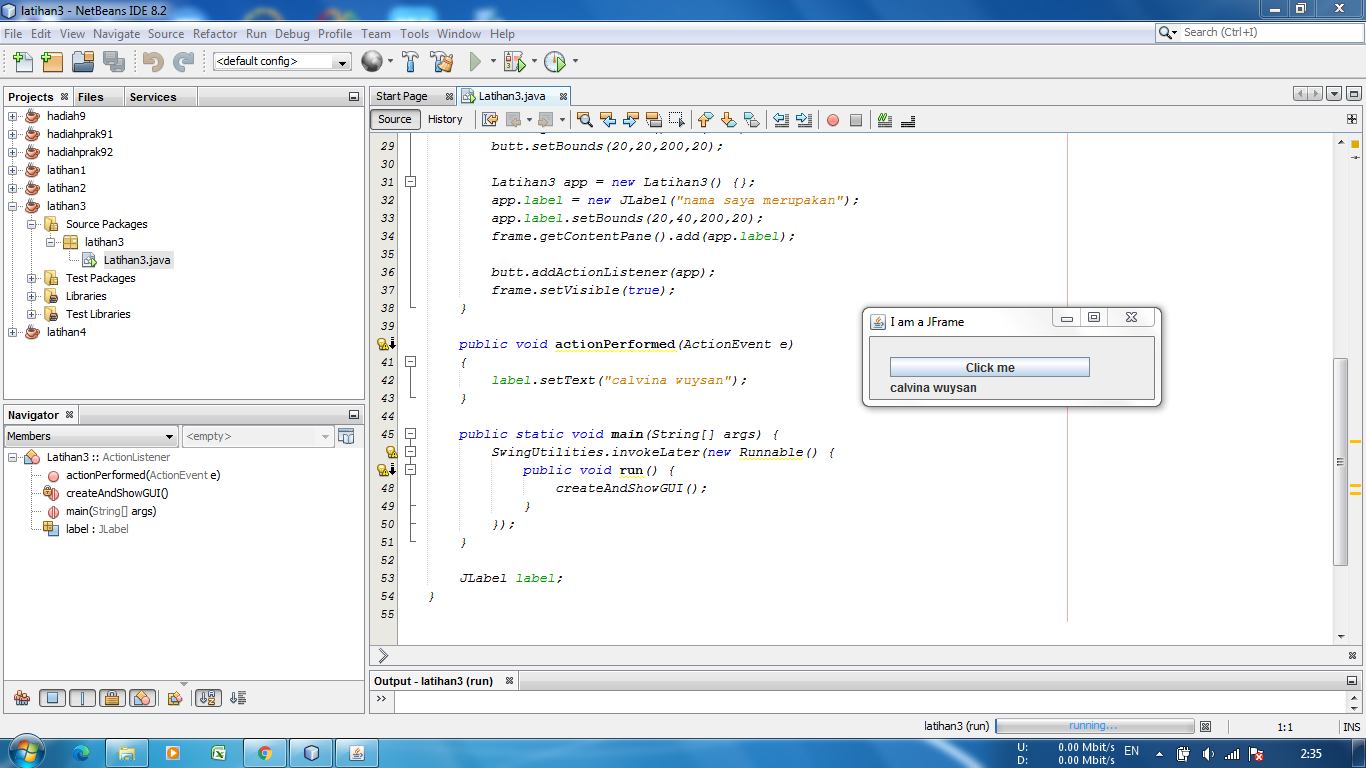 latihan3 - NetBeans IDE 8.2
File Edit View Navigate Source Refactor Run Debug Profile Team Tools Window Help
Search (Ctrl+I)
<default config>
Projects Files Services
hadiah9
hadiahprak91
hadiahprak92
latihan1
latihan2
latihan3
Source Packages
latihan3
Latihan3.java
Test Packages
Libraries
Test Libraries
latihan4
Navigator
Members <empty>
Latihan3 :: ActionListener
actionPerformed(ActionEvent e)
createAndShowGUI()
main(String[] args)
label : JLabel
Start Page Latihan3.java
Source History
29 butt.setBounds(20,20,200,20);
30
31 Latihan3 app = new Latihan3() {};
32 app.label = new JLabel("nama saya merupakan");
33 app.label.setBounds(20,40,200,20);
34 frame.getContentPane().add(app.label);
35
36 butt.addActionListener(app);
37 frame.setVisible(true);
38 }
39
public void actionPerformed(ActionEvent e)
41 {
42 label.setText("calvina wuysan");
43 }
44
45 public static void main(String[] args) {
SwingUtilities.invokeLater(new Runnable() {
public void run() {
48 createAndShowGUI();
49 }
50 });
51 }
52
53 JLabel label;
54 }
55
I am a JFrame
Click me
calvina wuysan
Output - latihan3 (run)
latihan3 (run) running... 1:1 INS
U: 0.00 Mbit/s
D: 0.00 Mbit/s
EN
2:35